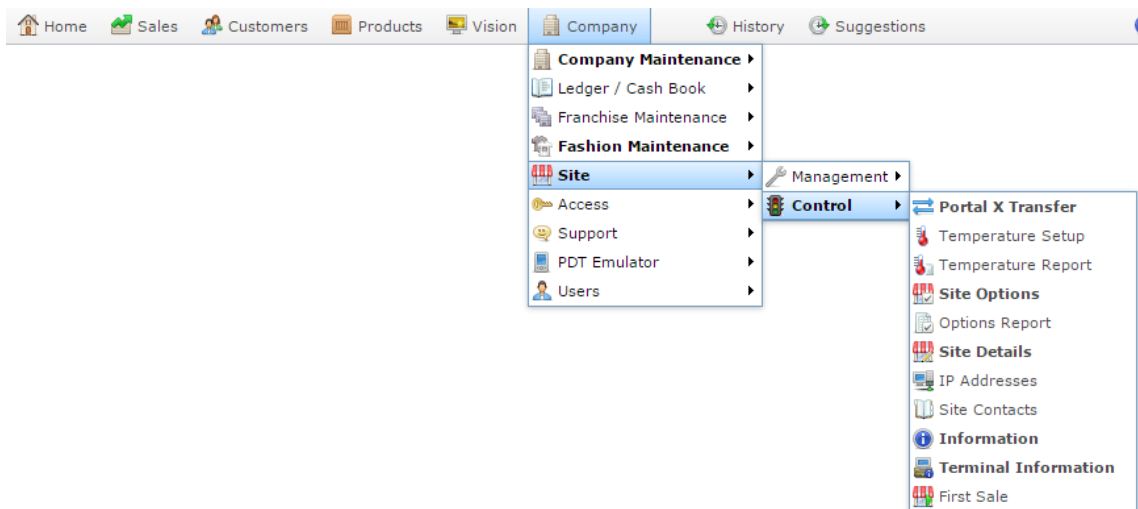 Home Sales Customers Products Vision Company History Suggestions
Company Maintenance
Ledger / Cash Book
Franchise Maintenance
Fashion Maintenance
Site
Access
Support
PDT Emulator
Users
Management
Control
Portal X Transfer
Temperature Setup
Temperature Report
Site Options
Options Report
Site Details
IP Addresses
Site Contacts
Information
Terminal Information
First Sale